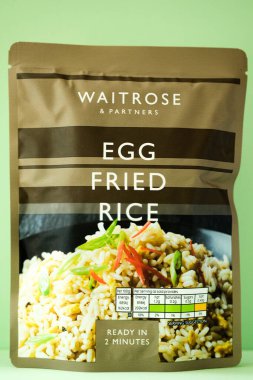 WAITROSE
& PARTNERS
EGG
FRIED
RICE
READY IN
2 MINUTES